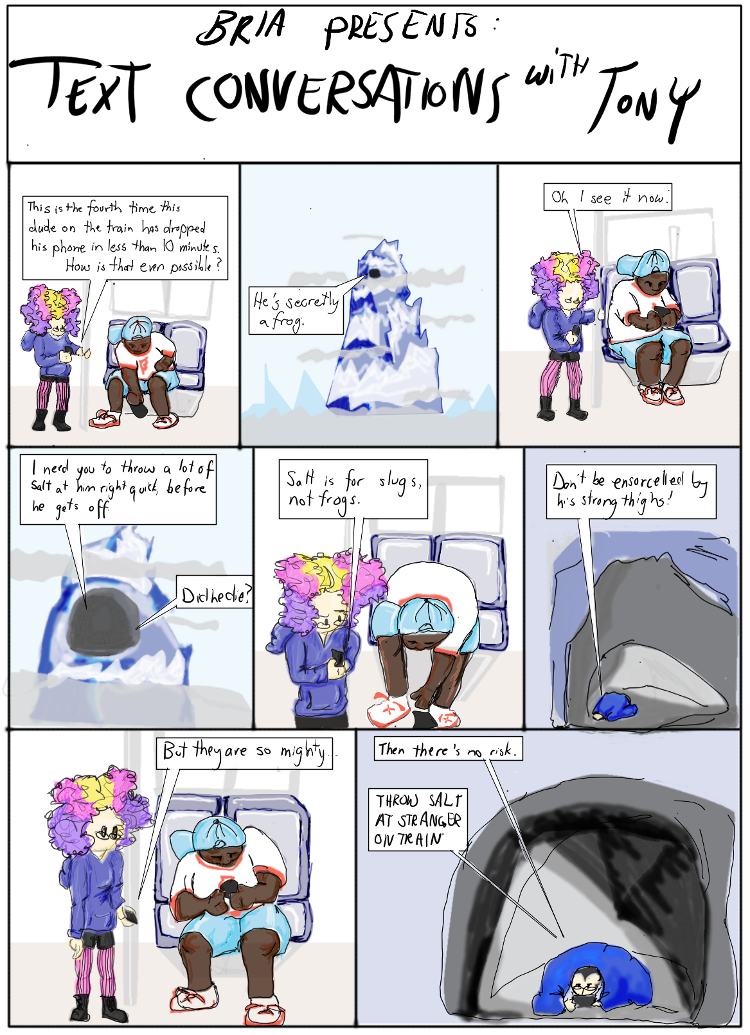 BRIA PRESENTS:
TEXT CONVERSATIONS WITH TONY
This is the fourth time this
dude on the train has dropped
his phone in less than 10 minutes.
How is that even possible?
He's secretly
a frog.
Oh I see it now.
I need you to throw a lot of
salt at him right quick, before
he gets off
Did he die?
Salt is for slugs,
not frogs.
Don't be ensorcelled by
his strong thighs!
But they are so mighty...
Then there's no risk.
THROW SALT
AT STRANGER
ON TRAIN